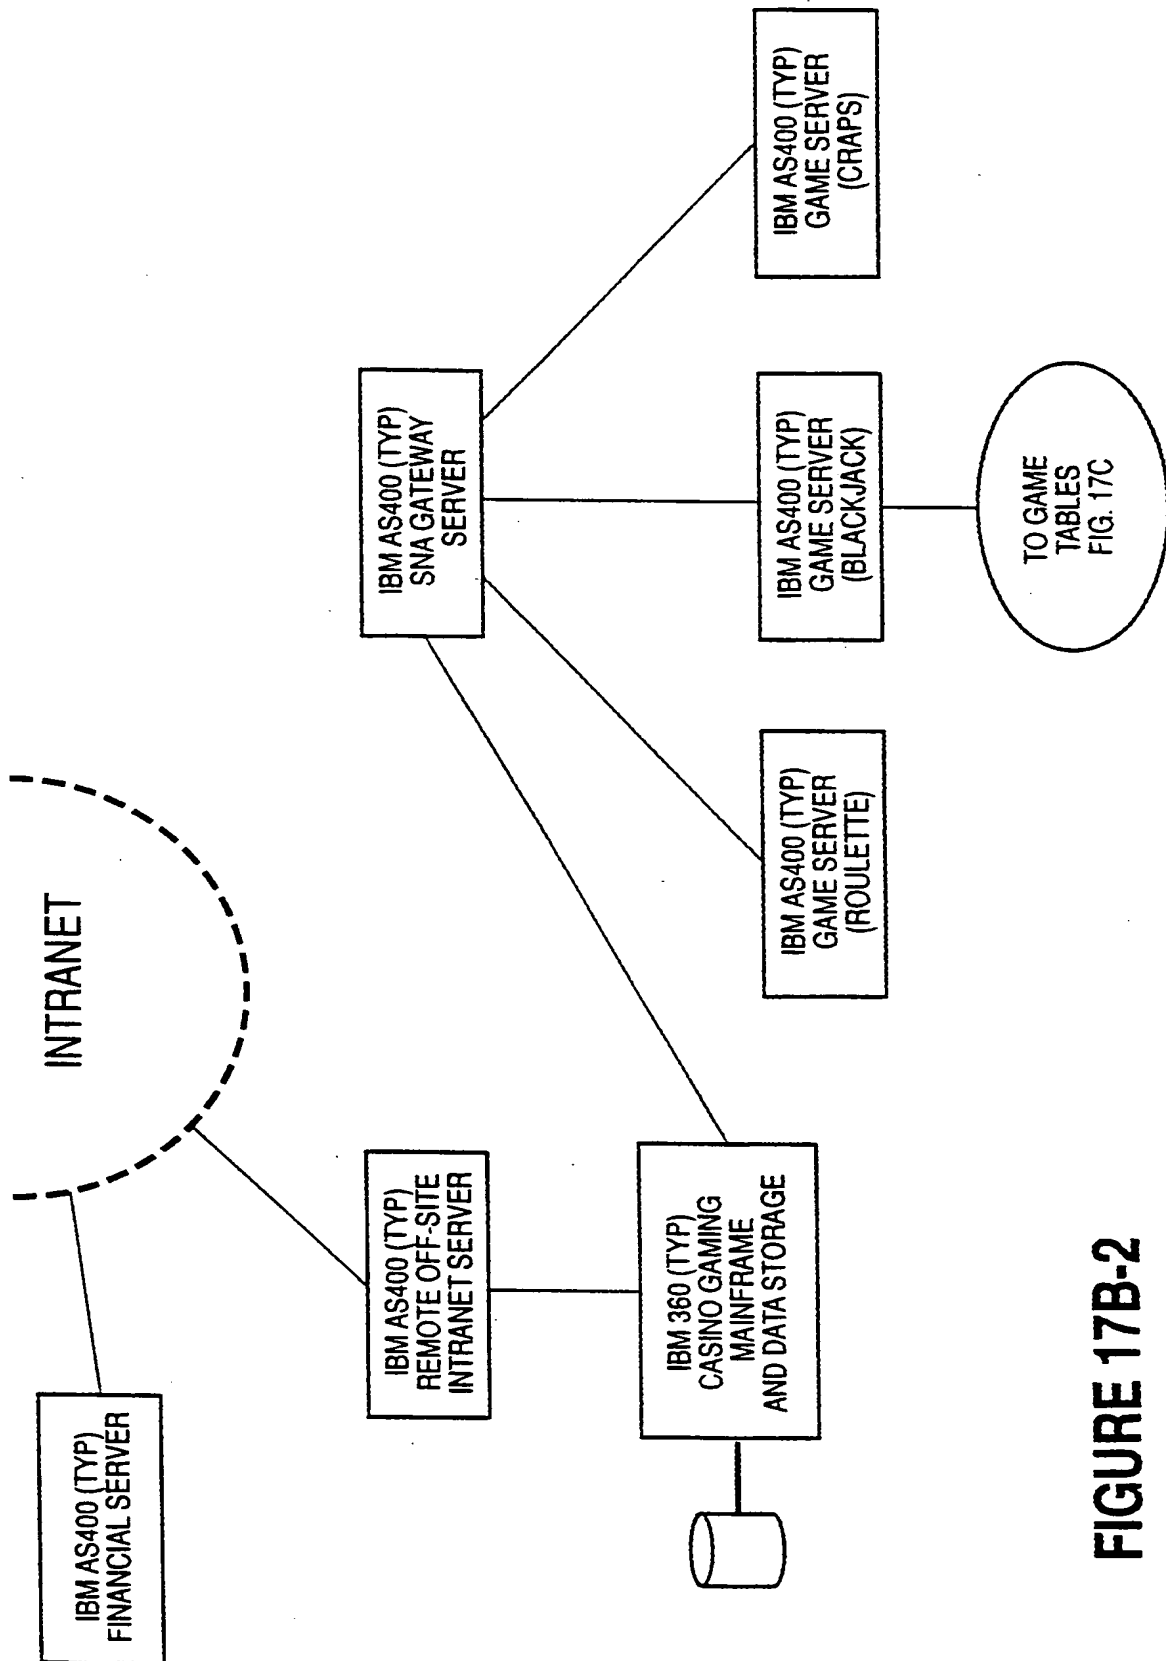 INTRANET
IBM AS400 (TYP)
FINANCIAL SERVER
IBM AS400 (TYP)
REMOTE OFF-SITE
INTRANET SERVER
IBM AS400 (TYP)
SNA GATEWAY
SERVER
IBM 360 (TYP)
CASINO GAMING
MAINFRAME
AND DATA STORAGE
IBM AS400 (TYP)
GAME SERVER
(ROULETTE)
IBM AS400 (TYP)
GAME SERVER
(BLACKJACK)
IBM AS400 (TYP)
GAME SERVER
(CRAPS)
TO GAME
TABLES
FIG. 17C
FIGURE 17B-2